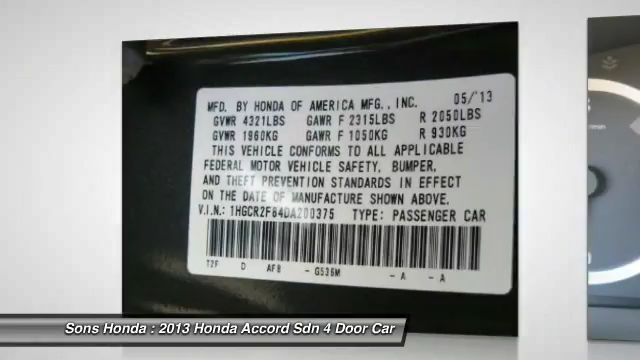 MFD. BY HONDA OF AMERICA MFG., INC. 05/'13
GVWR 4321LBS GAWR F 2315LBS R 2050LBS
GVWR 1960KG GAWR F 1050KG R 930KG
THIS VEHICLE CONFORMS TO ALL APPLICABLE
FEDERAL MOTOR VEHICLE SAFETY, BUMPER,
AND THEFT PREVENTION STANDARDS IN EFFECT
ON THE DATE OF MANUFACTURE SHOWN ABOVE.
V.I.N.: 1HGCR2F84DA200375 TYPE: PASSENGER CAR
T2F D AF8 - G536M - A - A
Sons Honda : 2013 Honda Accord Sdn 4 Door Car